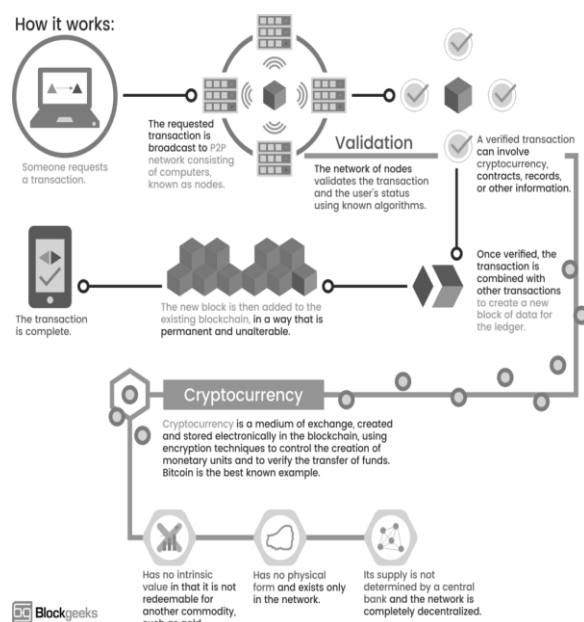 How it works:
Someone requests
a transaction.
The requested
transaction is
broadcast to P2P
network consisting
of computers,
known as nodes.
Validation
The network of nodes
validates the transaction
and the user's status
using known algorithms.
A verified transaction
can involve
cryptocurrency,
contracts, records,
or other information.
Once verified, the
transaction is
combined with
other transactions
to create a new
block of data for
the ledger.
The new block is then added to the
existing blockchain, in a way that is
permanent and unalterable.
The transaction
is complete.
Cryptocurrency
Cryptocurrency is a medium of exchange, created
and stored electronically in the blockchain, using
encryption techniques to control the creation of
monetary units and to verify the transfer of funds.
Bitcoin is the best known example.
Has no intrinsic
value in that it is not
redeemable for
another commodity,
such as gold
Has no physical
form and exists only
in the network.
Its supply is not
determined by a central
bank and the network is
completely decentralized.
Blockgeeks